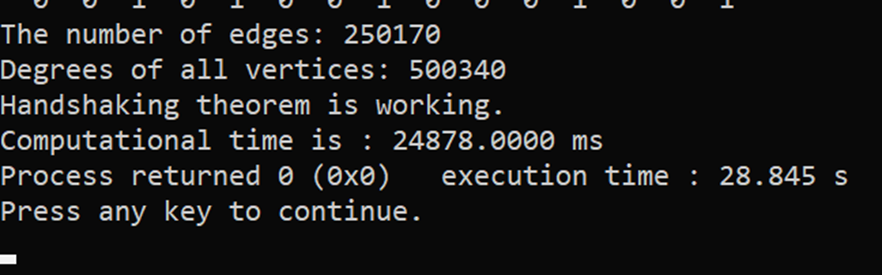 The number of edges: 250170
Degrees of all vertices: 500340
Handshaking theorem is working.
Computational time is : 24878.0000 ms
Process returned 0 (0x0)   execution time : 28.845 s
Press any key to continue.